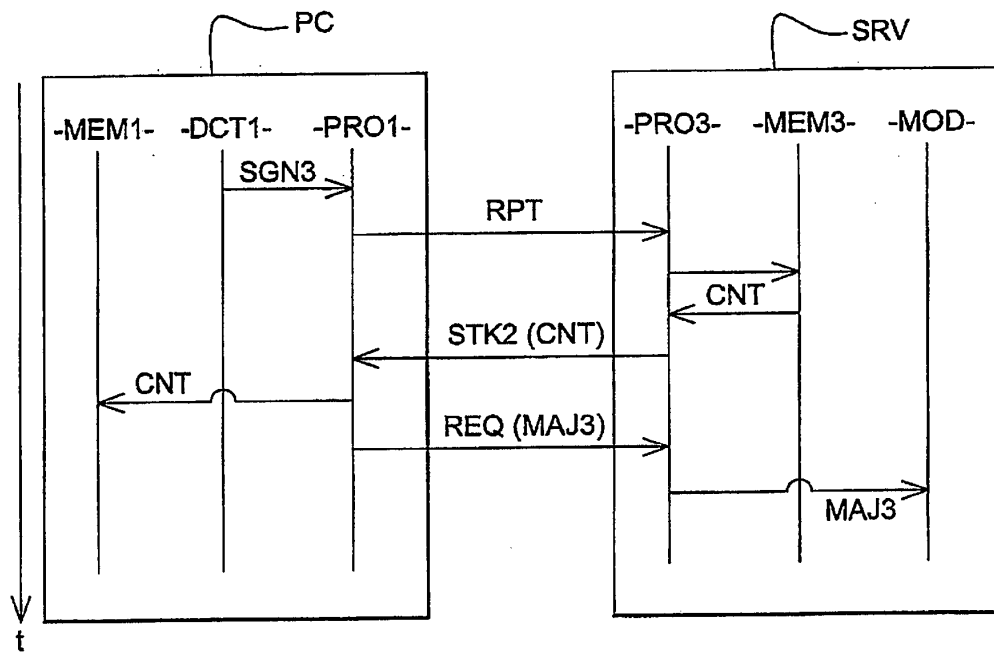 PC
SRV
-MEM1- -DCT1- -PRO1-
-PRO3- -MEM3- -MOD-
SGN3
RPT
CNT
STK2 (CNT)
CNT
REQ (MAJ3)
MAJ3
t